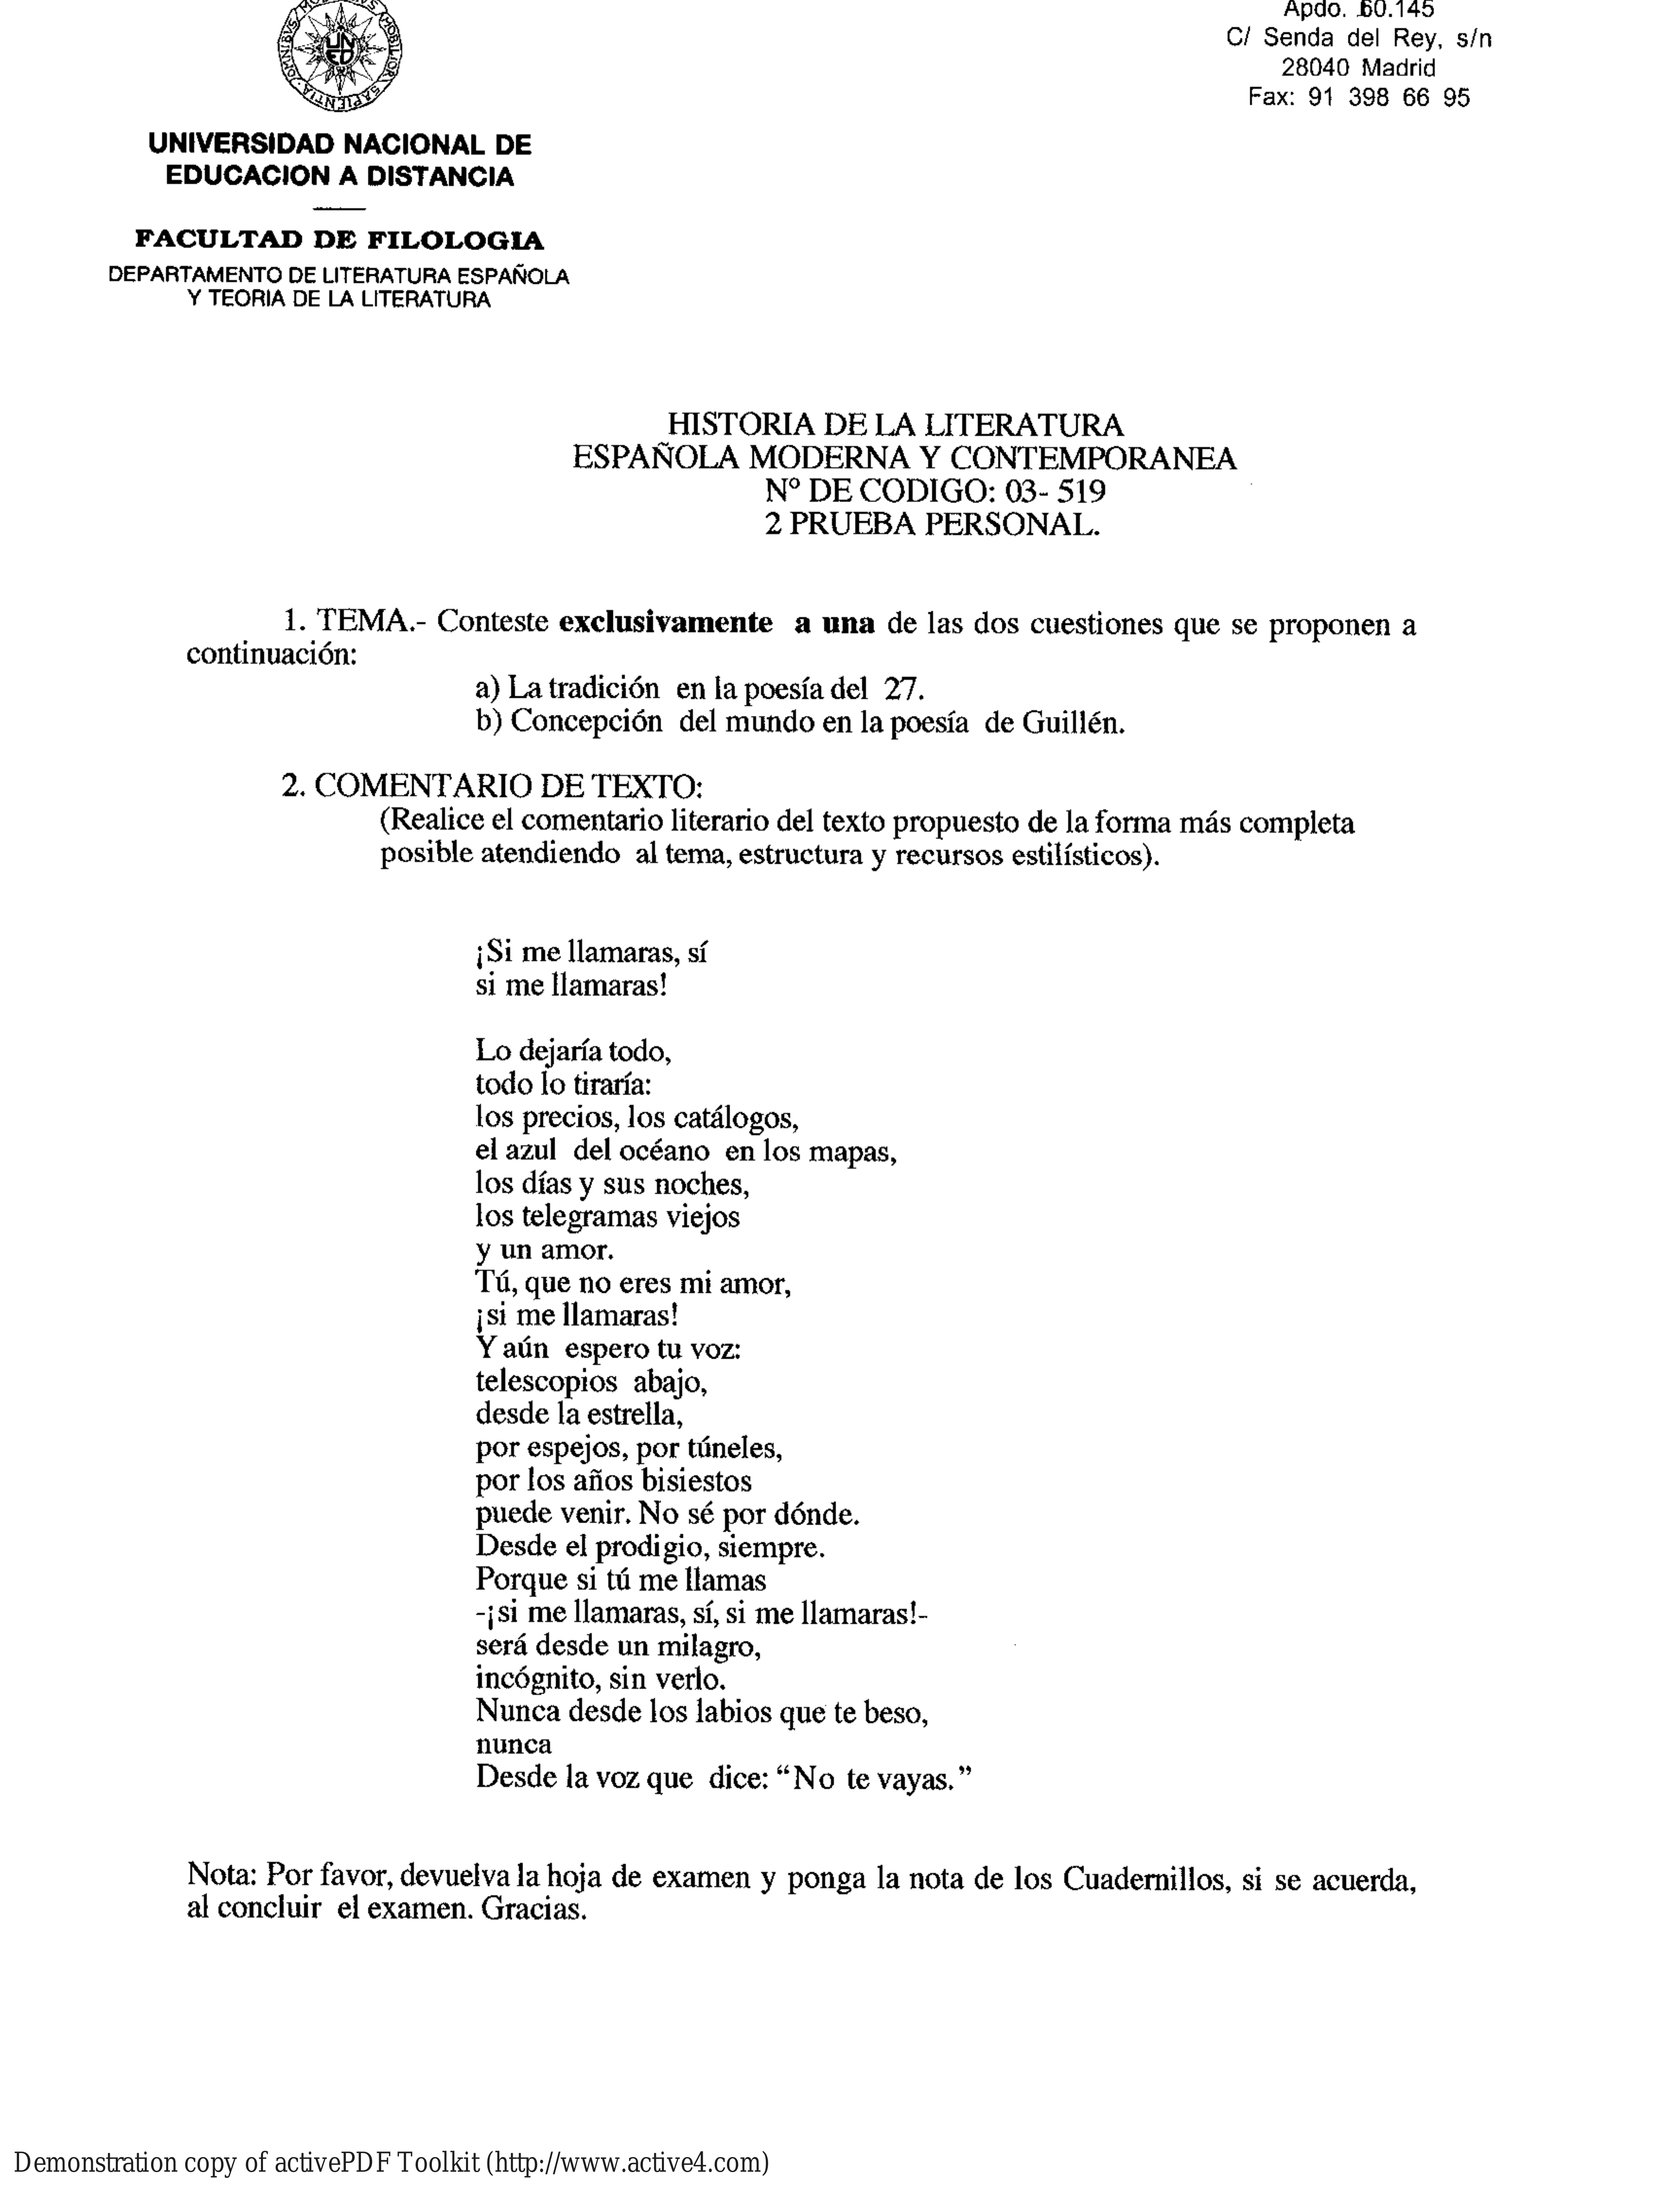 UNED
OMNIBVS MOBILIBVS MOBILIOR SAPIENTIA
UNIVERSIDAD NACIONAL DE
EDUCACION A DISTANCIA
FACULTAD DE FILOLOGIA
DEPARTAMENTO DE LITERATURA ESPAÑOLA
Y TEORIA DE LA LITERATURA
Apdo. 60.145
C/ Senda del Rey, s/n
28040 Madrid
Fax: 91 398 66 95
HISTORIA DE LA LITERATURA
ESPAÑOLA MODERNA Y CONTEMPORANEA
Nº DE CODIGO: 03- 519
2 PRUEBA PERSONAL.
1. TEMA.- Conteste exclusivamente a una de las dos cuestiones que se proponen a
continuación:
a) La tradición en la poesía del 27.
b) Concepción del mundo en la poesía de Guillén.
2. COMENTARIO DE TEXTO:
(Realice el comentario literario del texto propuesto de la forma más completa
posible atendiendo al tema, estructura y recursos estilísticos).
¡Si me llamaras, sí
si me llamaras!
Lo dejaría todo,
todo lo tiraría:
los precios, los catálogos,
el azul del océano en los mapas,
los días y sus noches,
los telegramas viejos
y un amor.
Tú, que no eres mi amor,
¡si me llamaras!
Y aún espero tu voz:
telescopios abajo,
desde la estrella,
por espejos, por túneles,
por los años bisiestos
puede venir. No sé por dónde.
Desde el prodigio, siempre.
Porque si tú me llamas
-¡si me llamaras, sí, si me llamaras!-
será desde un milagro,
incógnito, sin verlo.
Nunca desde los labios que te beso,
nunca
Desde la voz que dice: “No te vayas.”
Nota: Por favor, devuelva la hoja de examen y ponga la nota de los Cuadernillos, si se acuerda,
al concluir el examen. Gracias.
Demonstration copy of activePDF Toolkit (http://www.active4.com)